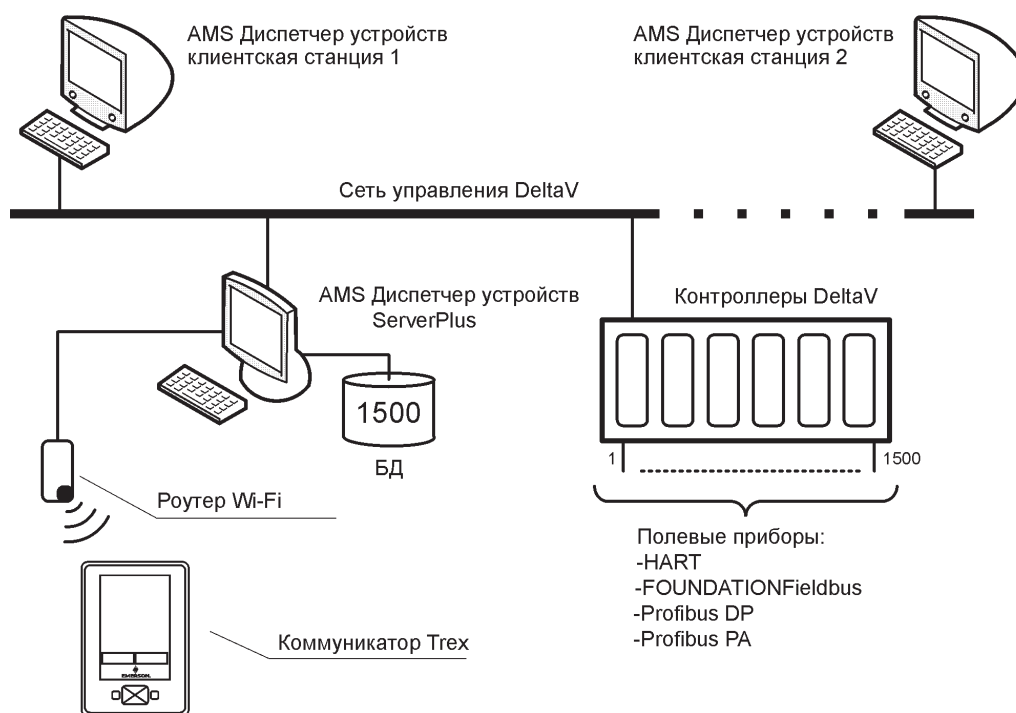 AMS Диспетчер устройств
клиентская станция 1
AMS Диспетчер устройств
клиентская станция 2
Сеть управления DeltaV
AMS Диспетчер устройств
ServerPlus
Контроллеры DeltaV
1500
БД
1
1500
Роутер Wi-Fi
Полевые приборы:
-HART
-FOUNDATIONFieldbus
-Profibus DP
-Profibus PA
Коммуникатор Trex
EMERSON.